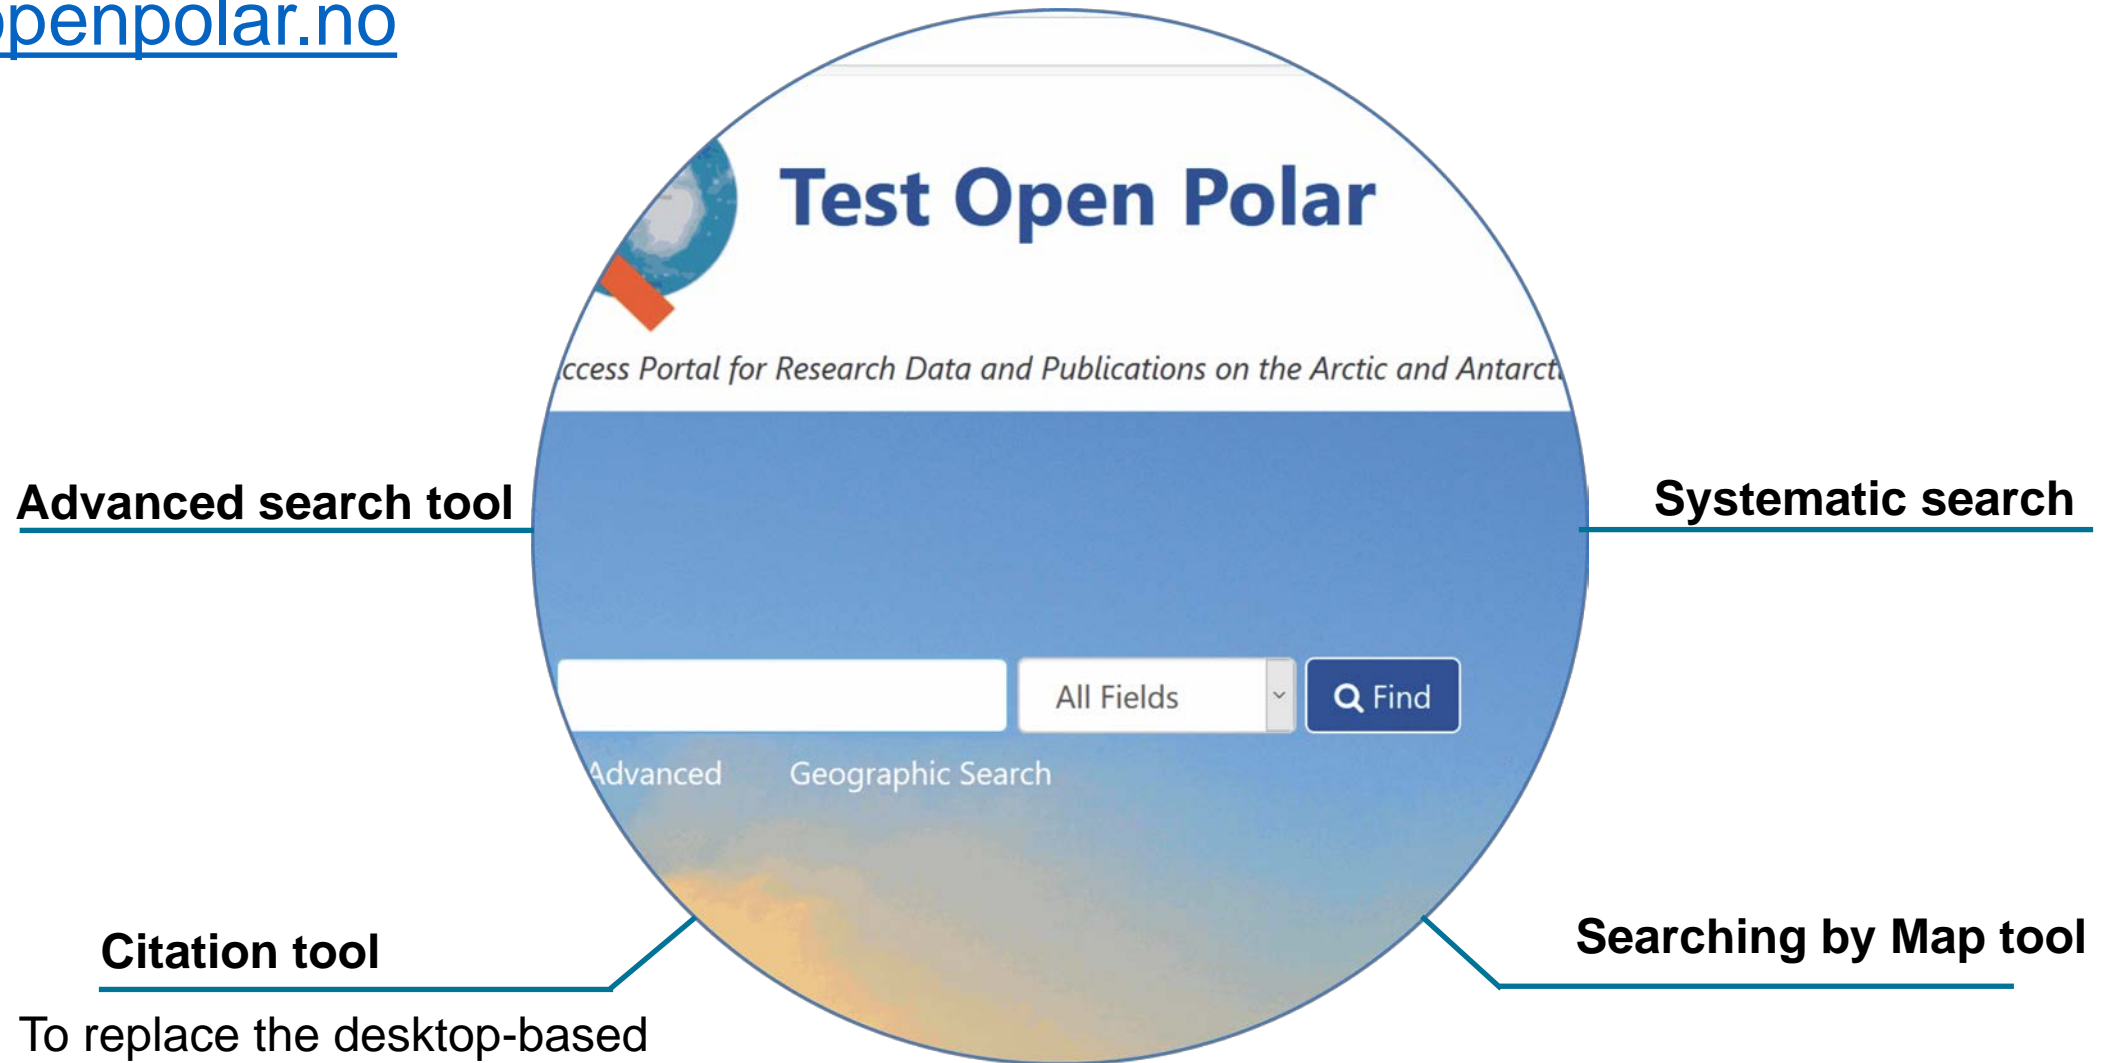 openpolar.no
Test Open Polar
ccess Portal for Research Data and Publications on the Arctic and Antarct
Advanced search tool
Systematic search
All Fields
Find
Advanced
Geographic Search
Citation tool
Searching by Map tool
To replace the desktop-based